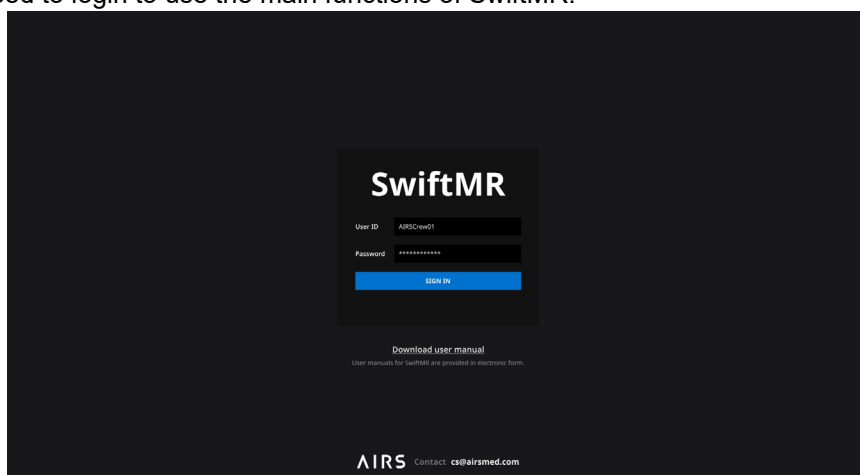 to login to use the main functions of SwiftMR.
SwiftMR
User ID AIRSCrew01
Password ************
SIGN IN
Download user manual
User manuals for SwiftMR are provided in electronic form.
AIRS Contact cs@airsmed.com